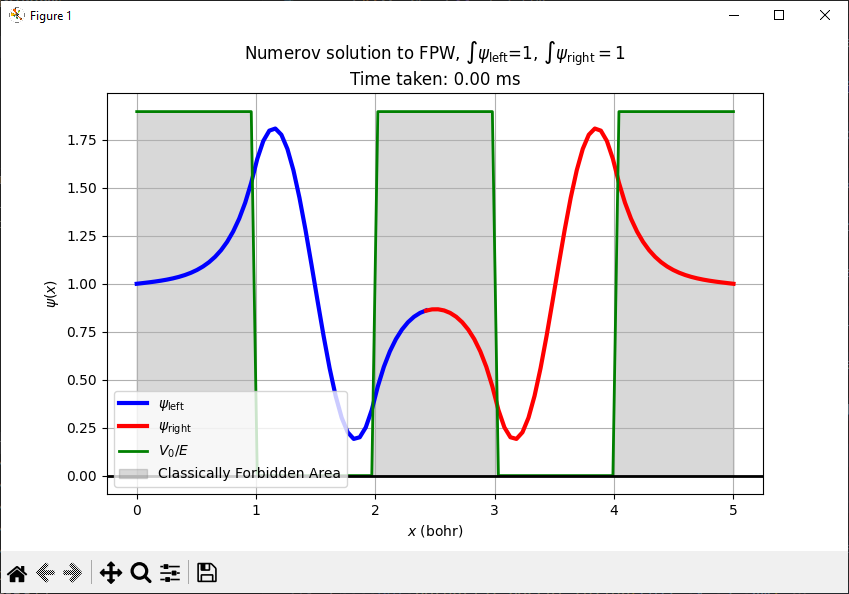 Figure 1
Numerov solution to FPW, ∫ψleft=1, ∫ψright = 1
Time taken: 0.00 ms
1.75
1.50
1.25
1.00
0.75
0.50
0.25
0.00
ψ(x)
ψleft
ψright
V0/E
Classically Forbidden Area
0 1 2 3 4 5
x (bohr)